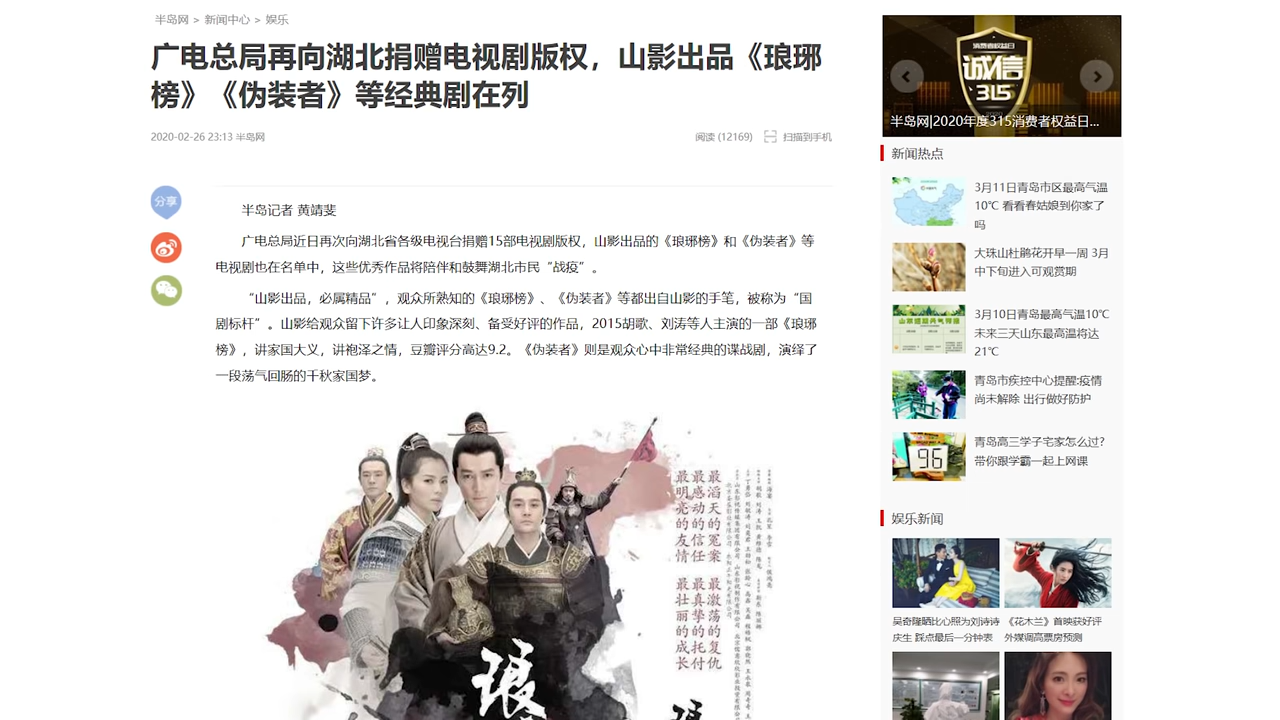 半岛网 > 新闻中心 > 娱乐
广电总局再向湖北捐赠电视剧版权，山影出品《琅琊
榜》《伪装者》等经典剧在列
2020-02-26 23:13 半岛网
阅读 (12169)
扫描到手机
分享
半岛记者 黄靖斐
广电总局近日再次向湖北省各级电视台捐赠15部电视剧版权，山影出品的《琅琊榜》和《伪装者》等
电视剧也在名单中，这些优秀作品将陪伴和鼓舞湖北市民“战疫”。
“山影出品，必属精品”，观众所熟知的《琅琊榜》、《伪装者》等都出自山影的手笔，被称为“国
剧标杆”。山影给观众留下许多让人印象深刻、备受好评的作品，2015胡歌、刘涛等人主演的一部《琅琊
榜》，讲家国大义，讲袍泽之情，豆瓣评分高达9.2。《伪装者》则是观众心中非常经典的谍战剧，演绎了
一段荡气回肠的千秋家国梦。
最滔天的冤案 最激荡的复仇
最感动的信任 最真挚的托付
最明亮的友情 最壮丽的成长
琅
消费者权益日
诚信
315
半岛网|2020年度315消费者权益日...
新闻热点
3月11日青岛市区最高气温
10℃ 看看春姑娘到你家了
吗
大珠山杜鹃花开早一周 3月
中下旬进入可观赏期
3月10日青岛最高气温10℃
未来三天山东最高温将达
21℃
青岛市疾控中心提醒:疫情
尚未解除 出行做好防护
96
青岛高三学子宅家怎么过?
带你跟学霸一起上网课
娱乐新闻
吴奇隆晒比心照为刘诗诗
庆生 踩点最后一分钟表
《花木兰》首映获好评
外媒调高票房预测